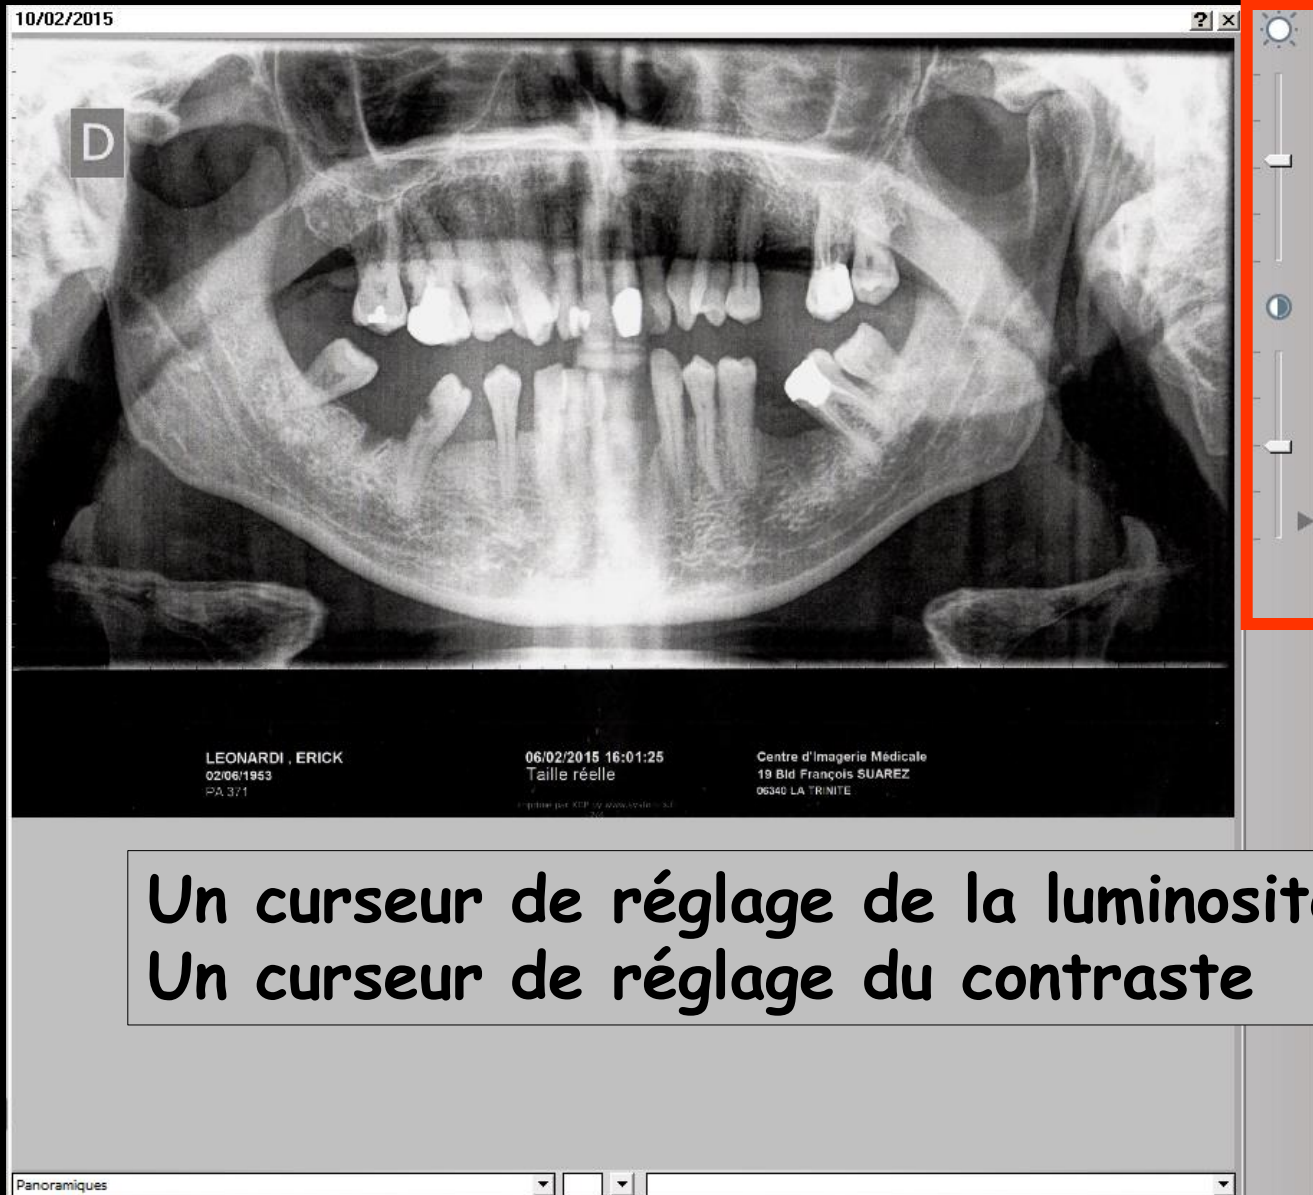 10/02/2015
D
LEONARDI , ERICK
02/06/1953
PA 371
06/02/2015 16:01:25
Taille réelle
Centre d'Imagerie Médicale
19 Bld François SUAREZ
06340 LA TRINITE
Un curseur de réglage de la luminosité
Un curseur de réglage du contraste
Panoramiques